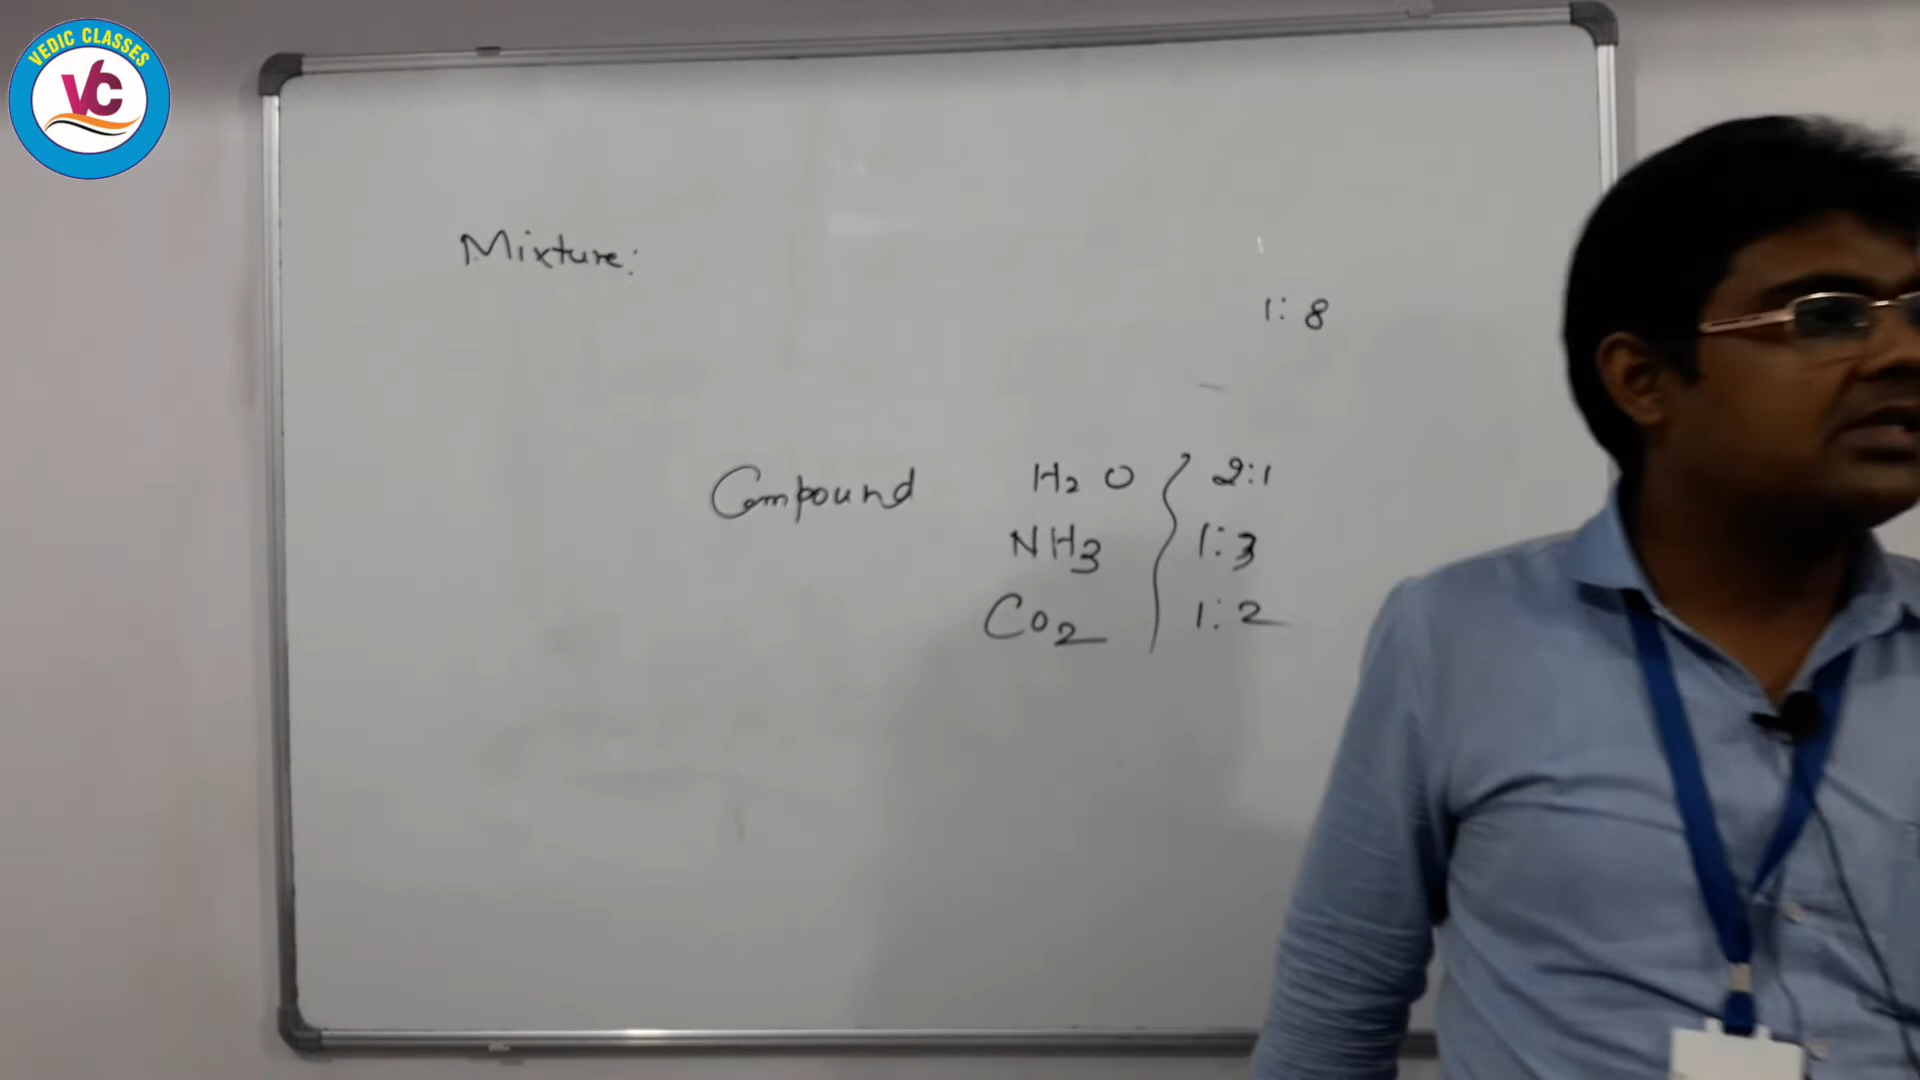 VEDIC CLASSES
VC
Mixture:
1: 8
Compound H2 O 2:1
NH3 1:3
CO2 1:2